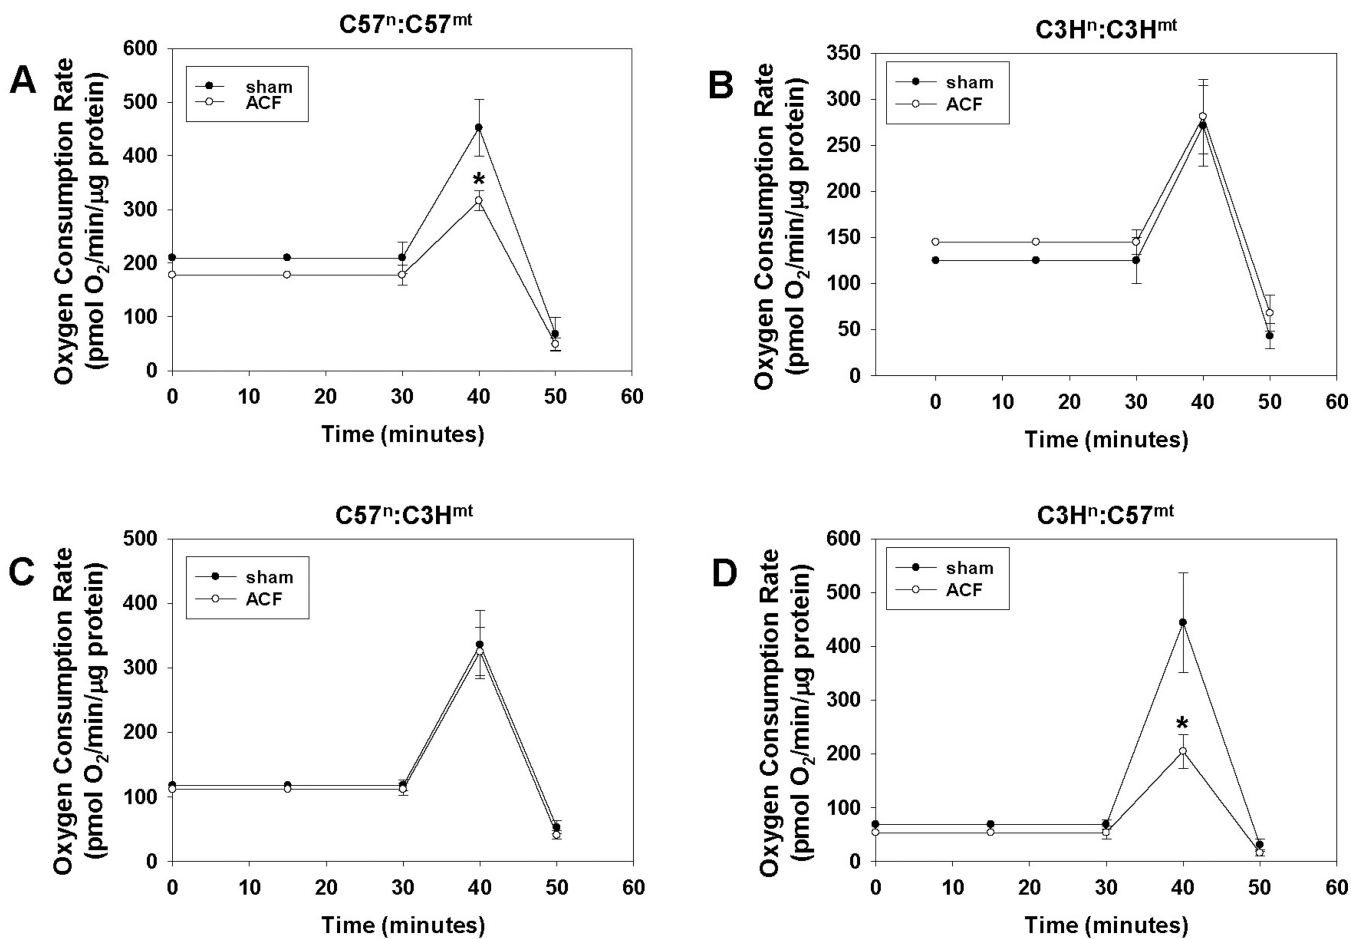 A
C57ⁿ:C57ᵐᵗ
Oxygen Consumption Rate
(pmol O₂/min/μg protein)
600
500
400
300
200
100
0
sham
ACF
*
0 10 20 30 40 50 60
Time (minutes)
B
C3Hⁿ:C3Hᵐᵗ
Oxygen Consumption Rate
(pmol O₂/min/μg protein)
350
300
250
200
150
100
50
0
sham
ACF
0 10 20 30 40 50 60
Time (minutes)
C
C57ⁿ:C3Hᵐᵗ
Oxygen Consumption Rate
(pmol O₂/min/μg protein)
500
400
300
200
100
0
sham
ACF
0 10 20 30 40 50 60
Time (minutes)
D
C3Hⁿ:C57ᵐᵗ
Oxygen Consumption Rate
(pmol O₂/min/μg protein)
600
500
400
300
200
100
0
sham
ACF
*
0 10 20 30 40 50 60
Time (minutes)